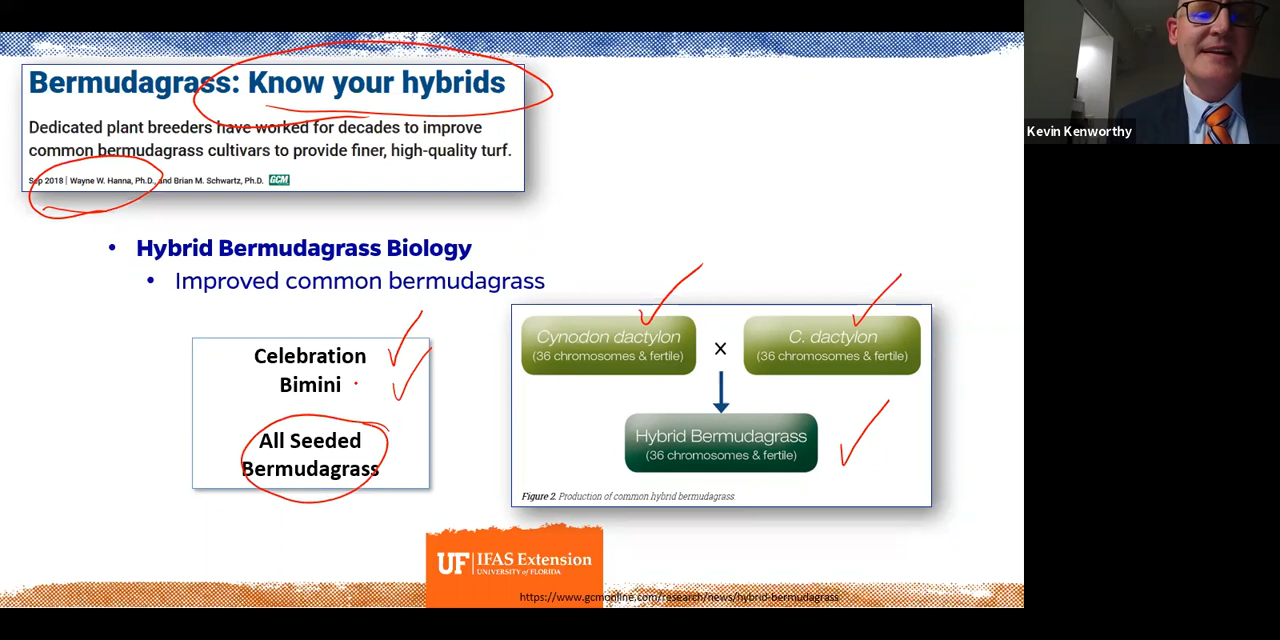 Bermudagrass: Know your hybrids
Dedicated plant breeders have worked for decades to improve
common bermudagrass cultivars to provide finer, high-quality turf.
Sep 2018 | Wayne W. Hanna, Ph.D., and Brian M. Schwartz, Ph.D. GCM
Kevin Kenworthy
• Hybrid Bermudagrass Biology
• Improved common bermudagrass
Celebration
Bimini
All Seeded
Bermudagrass
Cynodon dactylon
(36 chromosomes & fertile)
X
C. dactylon
(36 chromosomes & fertile)
Hybrid Bermudagrass
(36 chromosomes & fertile)
Figure 2. Production of common hybrid bermudagrass.
UF | IFAS Extension
UNIVERSITY of FLORIDA
https://www.gcmonline.com/research/news/hybrid-bermudagrass